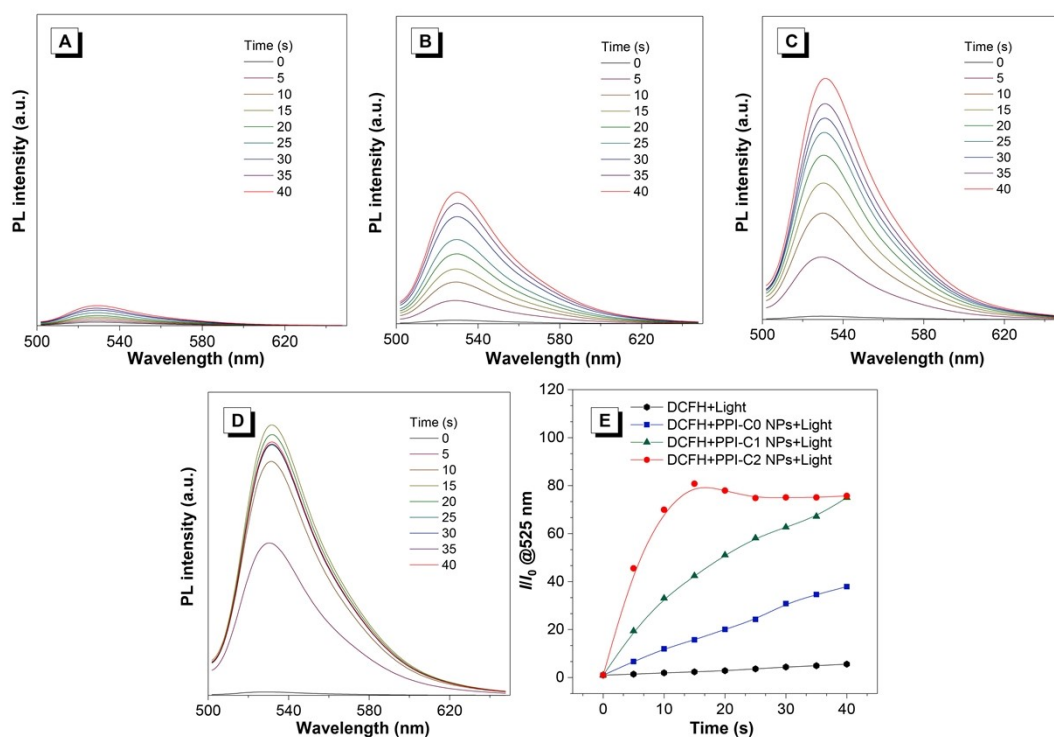 A
Time (s)
0
5
10
15
20
25
30
35
40
PL intensity (a.u.)
500 540 580 620
Wavelength (nm)
B
Time (s)
0
5
10
15
20
25
30
35
40
PL intensity (a.u.)
500 540 580 620
Wavelength (nm)
C
Time (s)
0
5
10
15
20
25
30
35
40
PL intensity (a.u.)
500 540 580 620
Wavelength (nm)
D
Time (s)
0
5
10
15
20
25
30
35
40
PL intensity (a.u.)
500 540 580 620
Wavelength (nm)
E
DCFH+Light
DCFH+PPI-C0 NPs+Light
DCFH+PPI-C1 NPs+Light
DCFH+PPI-C2 NPs+Light
120
100
80
60
40
20
0
I/I0 @525 nm
0 10 20 30 40
Time (s)